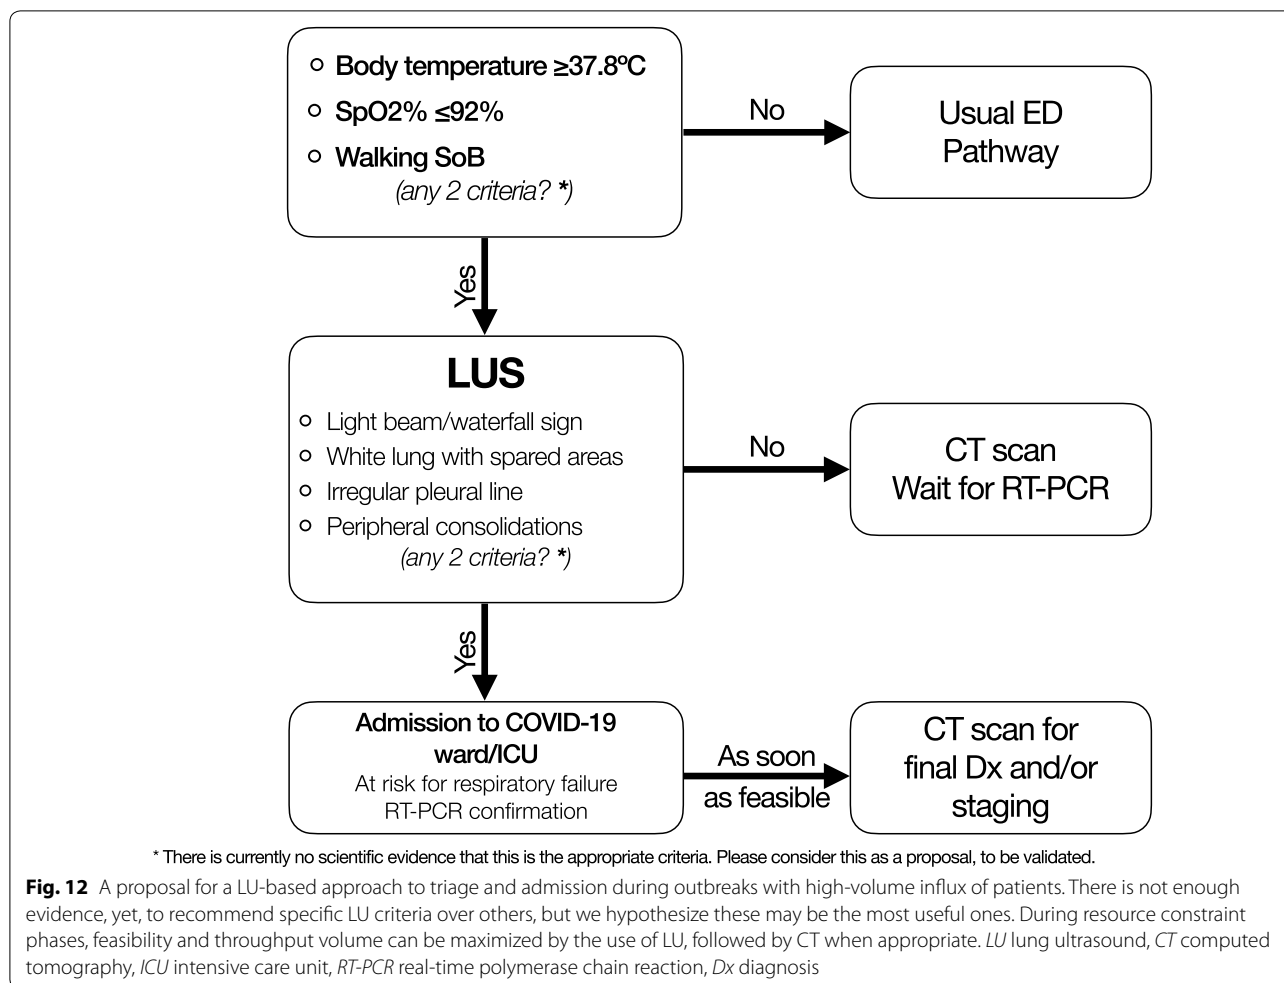 Body temperature ≥37.8ºC
SpO2% ≤92%
Walking SoB
(any 2 criteria? *)
No
Usual ED
Pathway
Yes
LUS
Light beam/waterfall sign
White lung with spared areas
Irregular pleural line
Peripheral consolidations
(any 2 criteria? *)
No
CT scan
Wait for RT-PCR
Yes
Admission to COVID-19
ward/ICU
At risk for respiratory failure
RT-PCR confirmation
As soon
as feasible
CT scan for
final Dx and/or
staging
* There is currently no scientific evidence that this is the appropriate criteria. Please consider this as a proposal, to be validated.
Fig. 12 A proposal for a LU-based approach to triage and admission during outbreaks with high-volume influx of patients. There is not enough
evidence, yet, to recommend specific LU criteria over others, but we hypothesize these may be the most useful ones. During resource constraint
phases, feasibility and throughput volume can be maximized by the use of LU, followed by CT when appropriate. LU lung ultrasound, CT computed
tomography, ICU intensive care unit, RT-PCR real-time polymerase chain reaction, Dx diagnosis